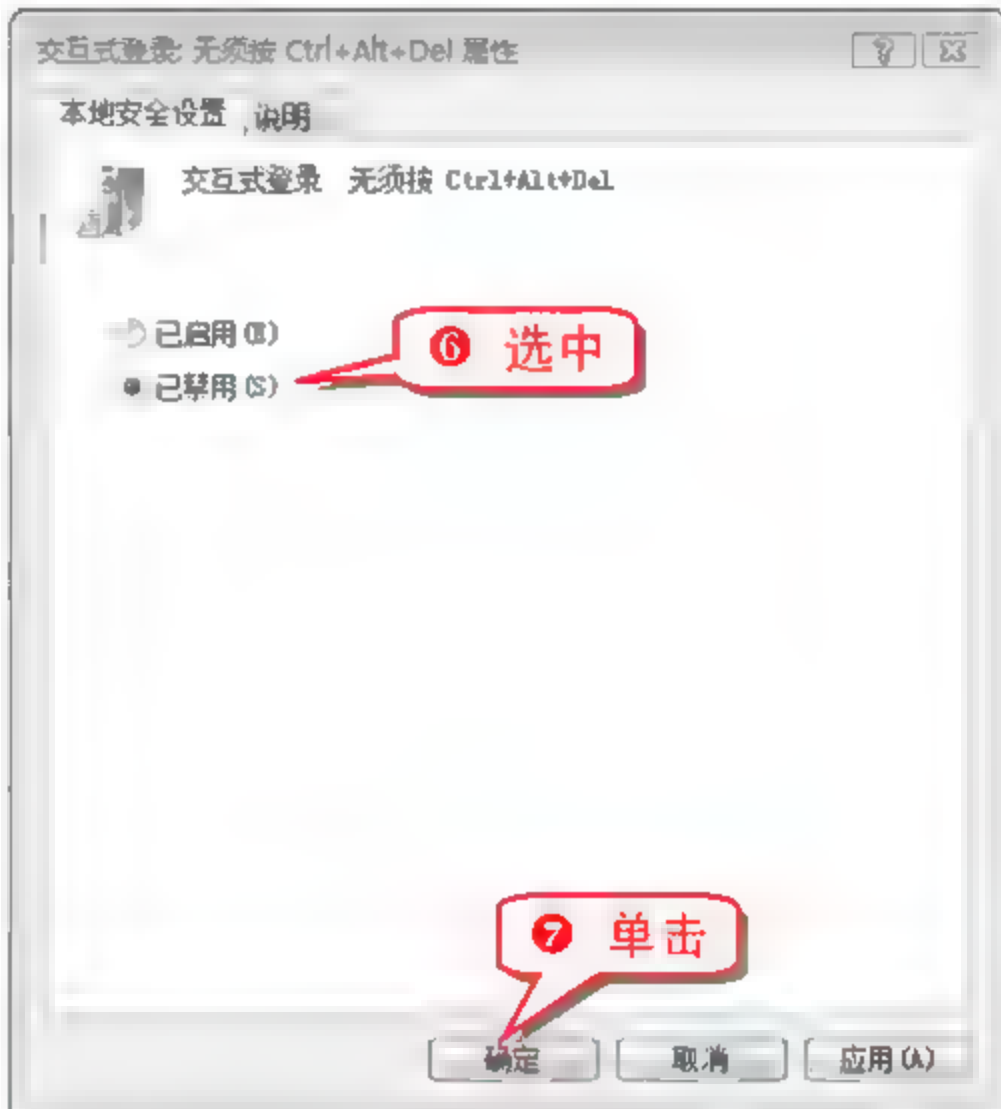 交互式登录: 无须按 Ctrl+Alt+Del 属性
本地安全设置 说明
交互式登录 无须按 Ctrl+Alt+Del
已启用(E)
❻ 选中
已禁用(S)
❼ 单击
确定 取消 应用(A)